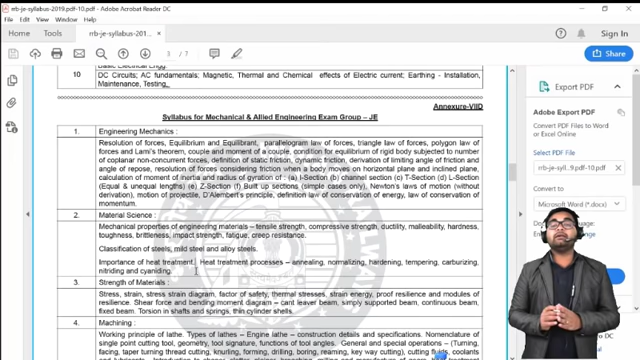 rrb-je-syllabus-2019.pdf-10.pdf - Adobe Acrobat Reader DC
File Edit View Window Help
Home Tools rrb-je-syllabus-201... × Sign In
3 / 7 Share
Basic Electrical Engg
10 DC Circuits; AC fundamentals; Magnetic, Thermal and Chemical effects of Electric current; Earthing - Installation,
Maintenance, Testing,
Annexure-VIID
Syllabus for Mechanical & Allied Engineering Exam Group – JE
1. Engineering Mechanics :
Resolution of forces, Equilibrium and Equilibrant, parallelogram law of forces, triangle law of forces, polygon law of
forces and Lami's theorem, couple and moment of a couple, condition for equilibrium of rigid body subjected to number
of coplanar non-concurrent forces, definition of static friction, dynamic friction, derivation of limiting angle of friction and
angle of repose, resolution of forces considering friction when a body moves on horizontal plane and inclined plane,
calculation of moment of inertia and radius of gyration of : (a) I-Section (b) channel section (c) T-Section (d) L-Section
(Equal & unequal lengths) (e) Z-Section (f) Built up sections (simple cases only), Newton's laws of motion (without
derivation), motion of projectile, D'Alembert's principle, definition law of conservation of energy, law of conservation of
momentum.
2. Material Science :
Mechanical properties of engineering materials – tensile strength, compressive strength, ductility, malleability, hardness,
toughness, brittleness, impact strength, fatigue, creep resistance.
Classification of steels, mild steel and alloy steels.
Importance of heat treatment. Heat treatment processes – annealing, normalizing, hardening, tempering, carburizing,
nitriding and cyaniding.
3 Strength of Materials :
Stress, strain, stress strain diagram, factor of safety, thermal stresses, strain energy, proof resilience and modules of
resilience. Shear force and bending moment diagram – cant leaver beam, simply supported beam, continuous beam,
fixed beam. Torsion in shafts and springs, thin cylinder shells.
4. Machining :
Working principle of lathe. Types of lathes – Engine lathe – construction details and specifications. Nomenclature of
single point cutting tool, geometry, tool signature, functions of tool angles. General and special operations – (Turning,
facing, taper turning thread cutting, knurling, forming, drilling, boring, reaming, key way cutting), cutting fluids, coolants
Export PDF
Adobe Export PDF
Convert PDF Files to Word
or Excel Online
Select PDF File
rrb-je-syll...9.pdf-10.pdf ×
Convert to
Microsoft Word (*.docx)